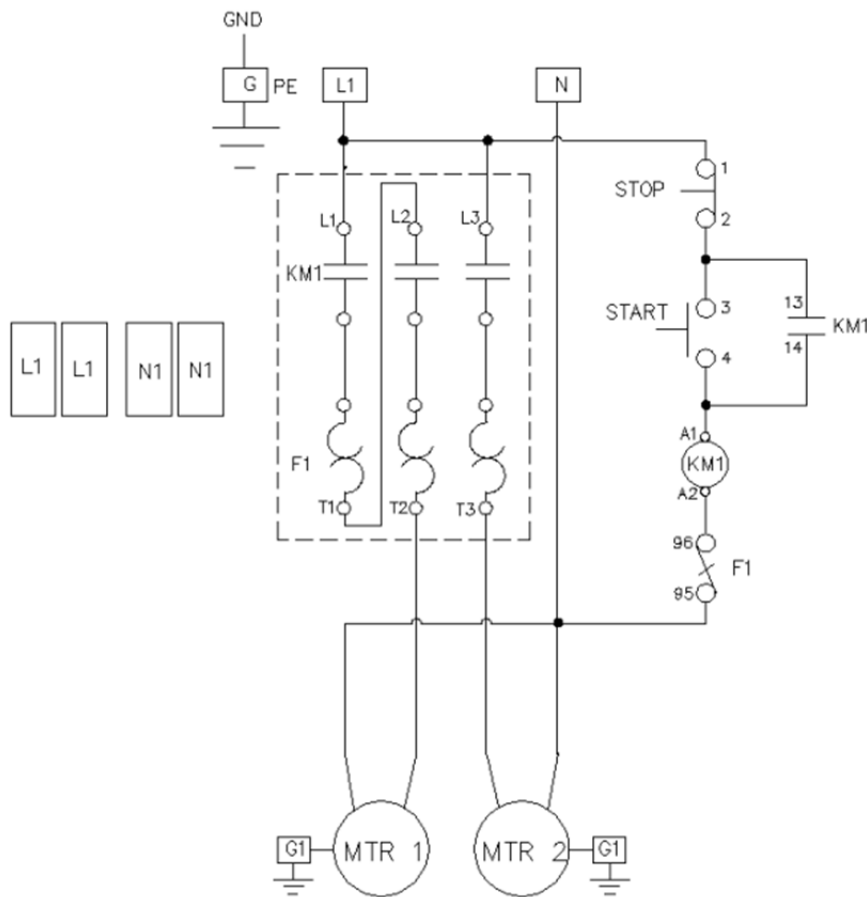 GND
G PE L1 N
1
STOP
2
L1 L2 L3
KM1
START 3 13 KM1
4 14
L1 L1 N1 N1
F1
A1
KM1
A2
T1 T2 T3
96
F1
95
G1 MTR 1 MTR 2 G1